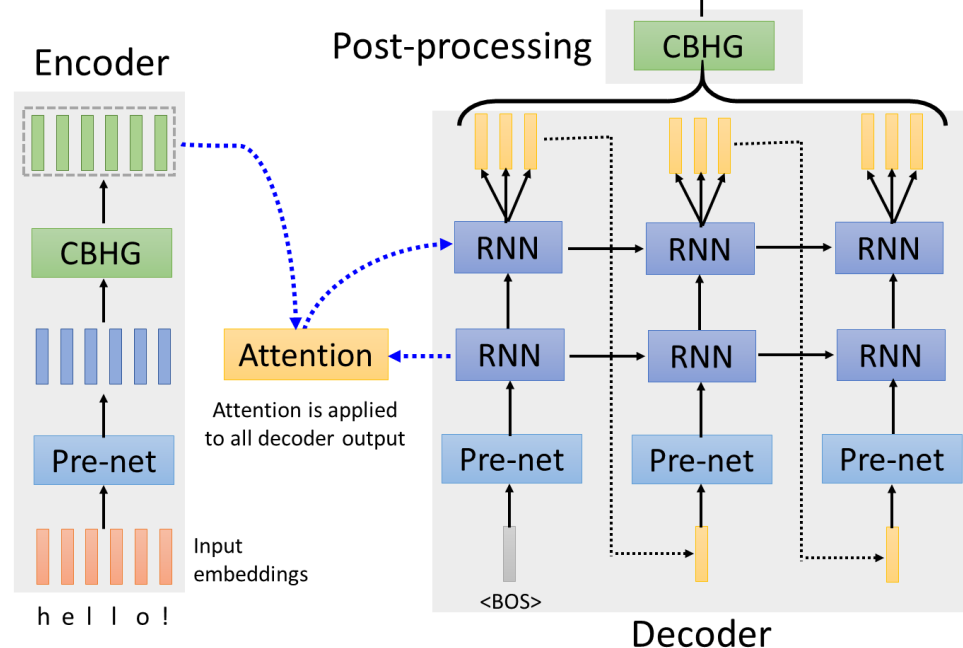 Encoder
CBHG
Pre-net
Input
embeddings
h e l l o !
Attention
Attention is applied
to all decoder output
Post-processing
CBHG
RNN
RNN
RNN
RNN
RNN
RNN
Pre-net
Pre-net
Pre-net
<BOS>
Decoder